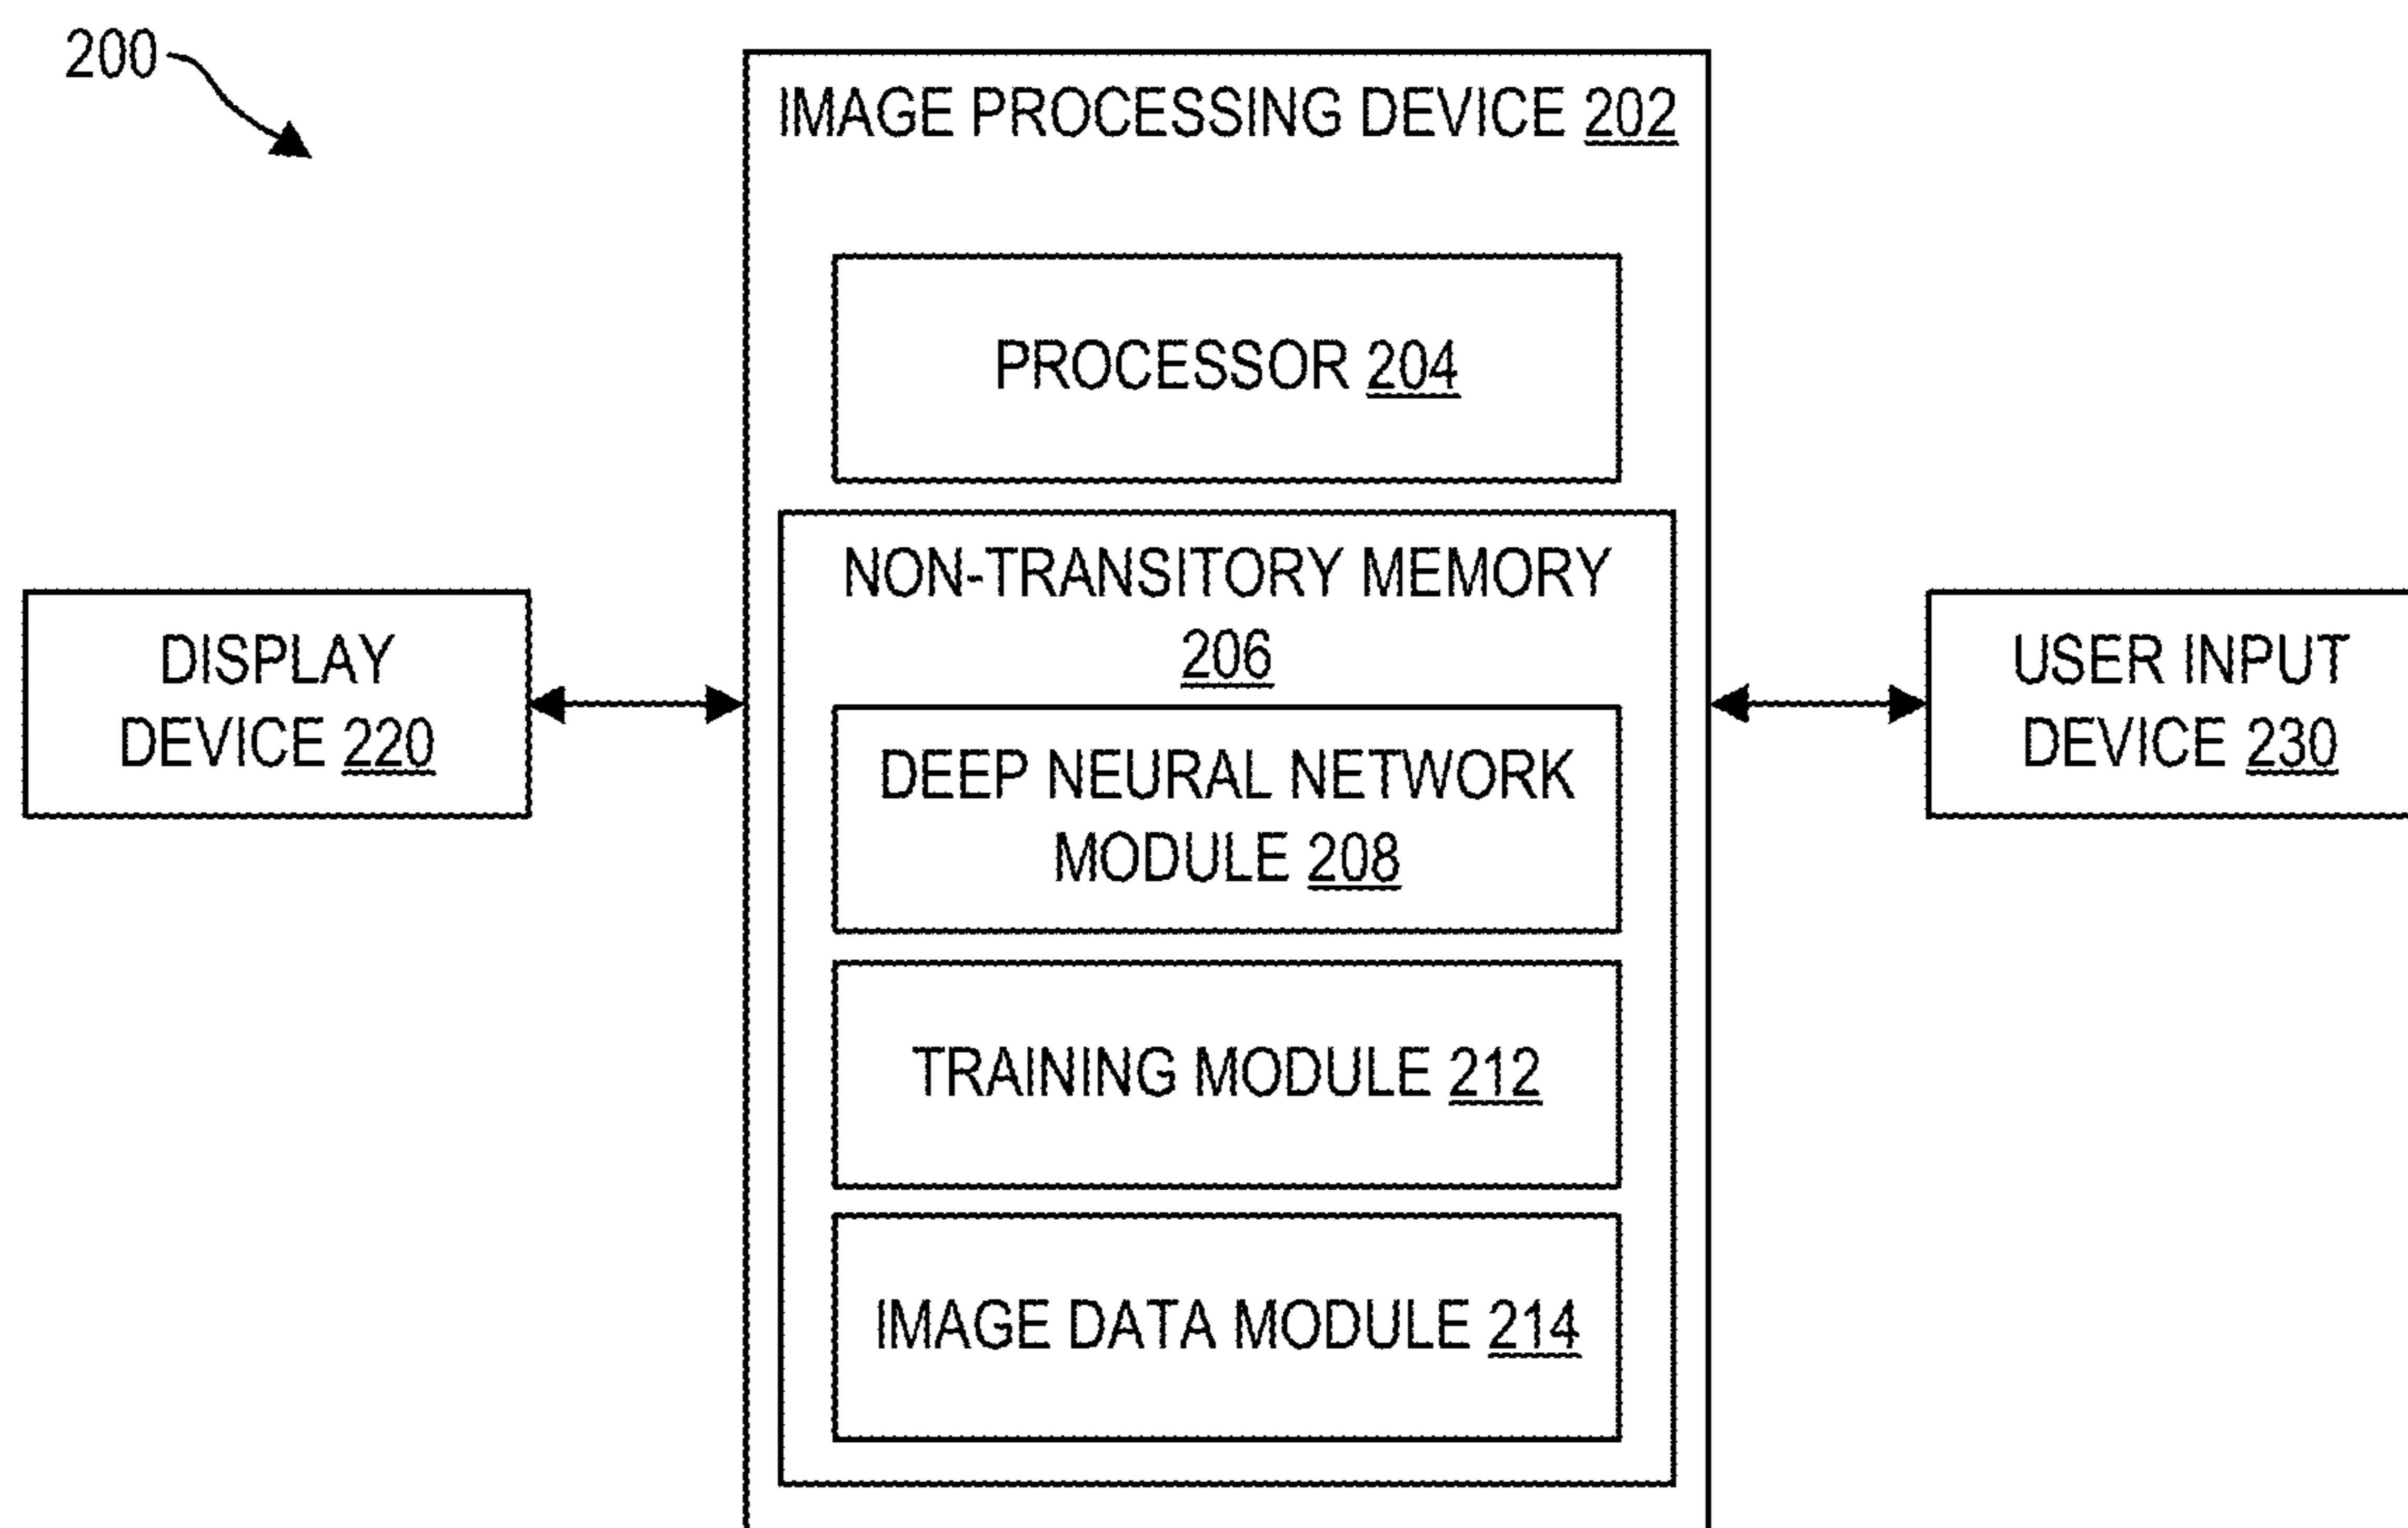 200
IMAGE PROCESSING DEVICE 202
PROCESSOR 204
NON-TRANSITORY MEMORY
206
DISPLAY
DEVICE 220
DEEP NEURAL NETWORK
MODULE 208
USER INPUT
DEVICE 230
TRAINING MODULE 212
IMAGE DATA MODULE 214